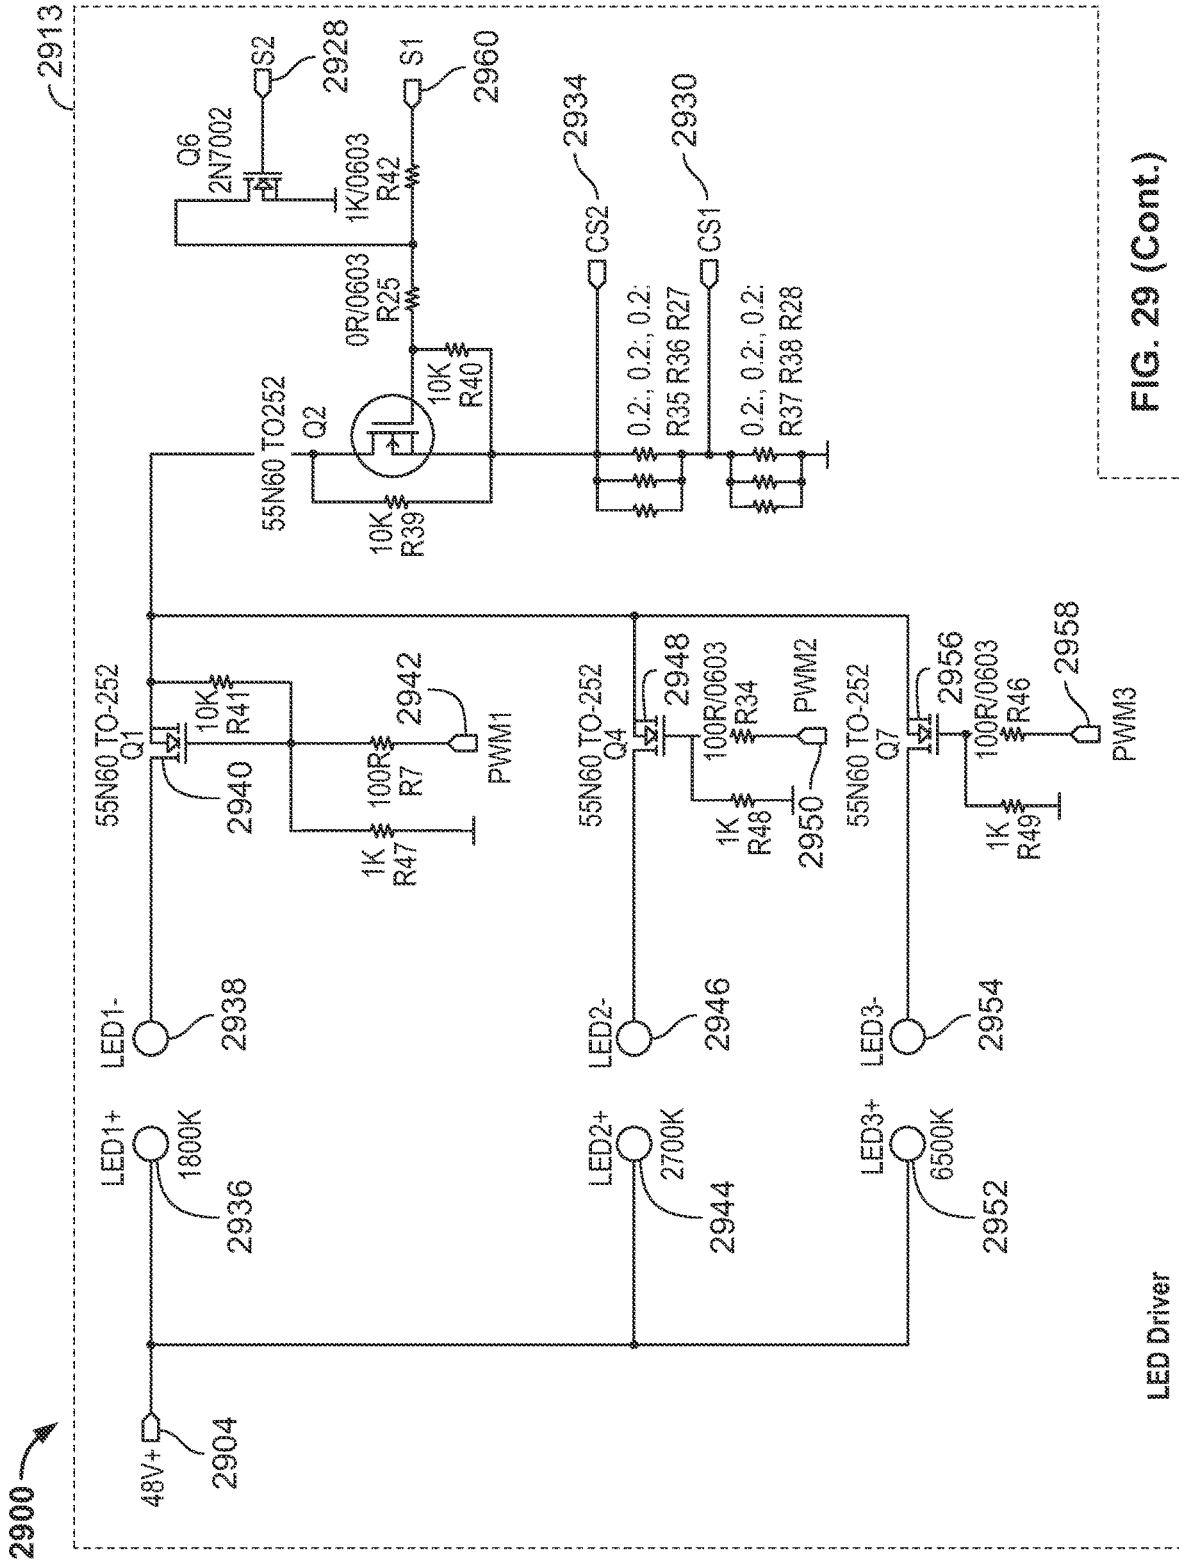 2900
2913
48V+
2904
LED1+
1800K
2936
LED1-
2938
55N60 TO-252
Q1
2940
10K
R41
100R
R7
2942
PWM1
1K
R47
LED2+
2700K
2944
LED2-
2946
55N60 TO-252
Q4
2948
100R/0603
R34
PWM2
2950
1K
R48
LED3+
6500K
2952
LED3-
2954
55N60 TO-252
Q7
2956
100R/0603
R46
2958
PWM3
1K
R49
55N60 TO252
Q2
10K
R39
10K
R40
0R/0603
R25
1K/0603
R42
Q6
2N7002
S2
2928
S1
2960
CS2
2934
0.2:, 0.2:, 0.2:
R35 R36 R27
CS1
2930
0.2:, 0.2:, 0.2:
R37 R38 R28
LED Driver
FIG. 29 (Cont.)